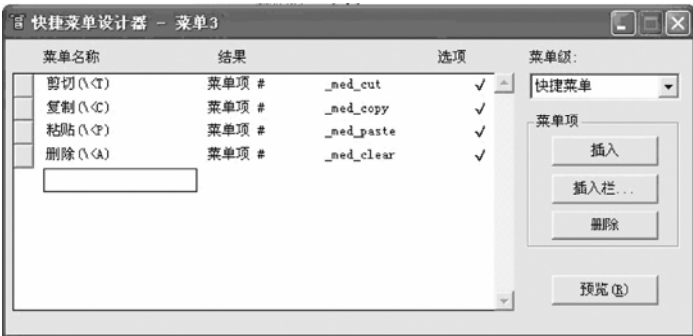 快捷菜单设计器 - 菜单3
菜单名称 结果 选项 菜单级:
剪切(\<T) 菜单项 # _med_cut √ 快捷菜单
复制(\<C) 菜单项 # _med_copy √
粘贴(\<P) 菜单项 # _med_paste √
删除(\<A) 菜单项 # _med_clear √
菜单项
插入
插入栏...
删除
预览(R)